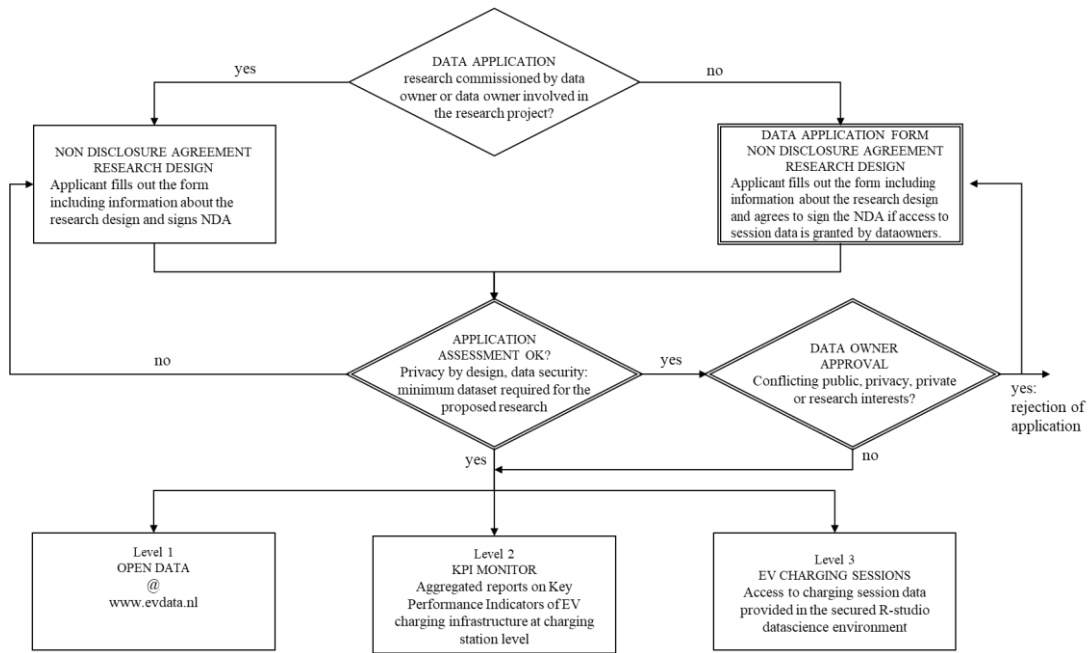 DATA APPLICATION
research commissioned by data
owner or data owner involved in
the research project?
yes
no
NON DISCLOSURE AGREEMENT
RESEARCH DESIGN
Applicant fills out the form
including information about the
research design and signs NDA
DATA APPLICATION FORM
NON DISCLOSURE AGREEMENT
RESEARCH DESIGN
Applicant fills out the form including
information about the research design
and agrees to sign the NDA if access to
session data is granted by dataowners.
APPLICATION
ASSESSMENT OK?
Privacy by design, data security:
minimum dataset required for the
proposed research
no
yes
DATA OWNER
APPROVAL
Conflicting public, privacy, private
or research interests?
yes:
rejection of
application
yes
no
Level 1
OPEN DATA
@
www.evdata.nl
Level 2
KPI MONITOR
Aggregated reports on Key
Performance Indicators of EV
charging infrastructure at charging
station level
Level 3
EV CHARGING SESSIONS
Access to charging session data
provided in the secured R-studio
datascience environment